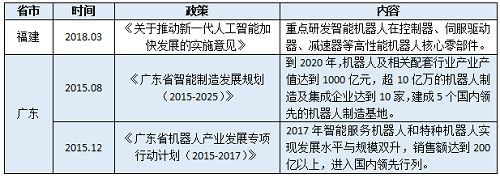 省市 时间 政策 内容
福建 2018.03 《关于推动新一代人工智能加快发展的实施意见》 重点研发智能机器人在控制器、伺服驱动器、减速器等高性能机器人核心零部件。
广东
2015.08 《广东省智能制造发展规划（2015-2025）》 到 2020 年,机器人及相关配套行业产业产值达到 1000 亿元，超 10 亿万的机器人制造及集成企业达到 10 家，建成 5 个国内领先的机器人制造基地。
2015.12 《广东省机器人产业发展专项行动计划（2015-2017）》 2017 年智能服务机器人和特种机器人实现发展水平与规模双升，销售额达到 200 亿以上，进入国内领先行列。